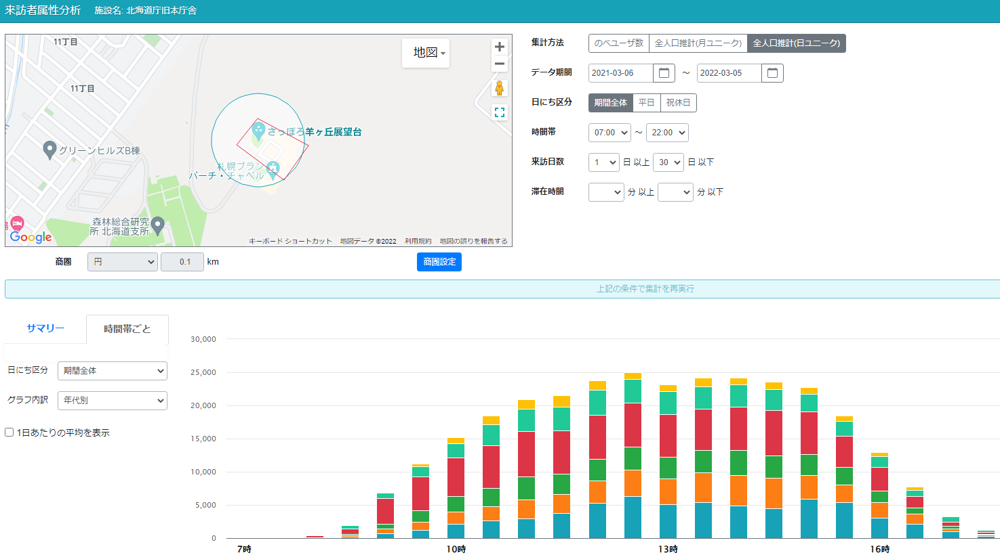 来訪者属性分析 施設名: 北海道庁旧本庁舎
11丁目
11丁目
地図
さっぽろ羊ヶ丘展望台
グリーンヒルズB棟
札幌ブランバーチ・チャペル
森林総合研究所 北海道支所
Google
キーボード ショートカット 地図データ ©2022 利用規約 地図の誤りを報告する
商圏 円 0.1 km 商圏設定
集計方法 のべユーザ数 全人口推計(月ユニーク) 全人口推計(日ユニーク)
データ期間 2021-03-06 ～ 2022-03-05
日にち区分 期間全体 平日 祝休日
時間帯 07:00 ～ 22:00
来訪日数 1 日 以上 30 日 以下
滞在時間 分 以上 分 以下
上記の条件で集計を再実行
サマリー 時間帯ごと
日にち区分 期間全体
グラフ内訳 年代別
1日あたりの平均を表示
30,000
25,000
20,000
15,000
10,000
5,000
0
7時 10時 13時 16時